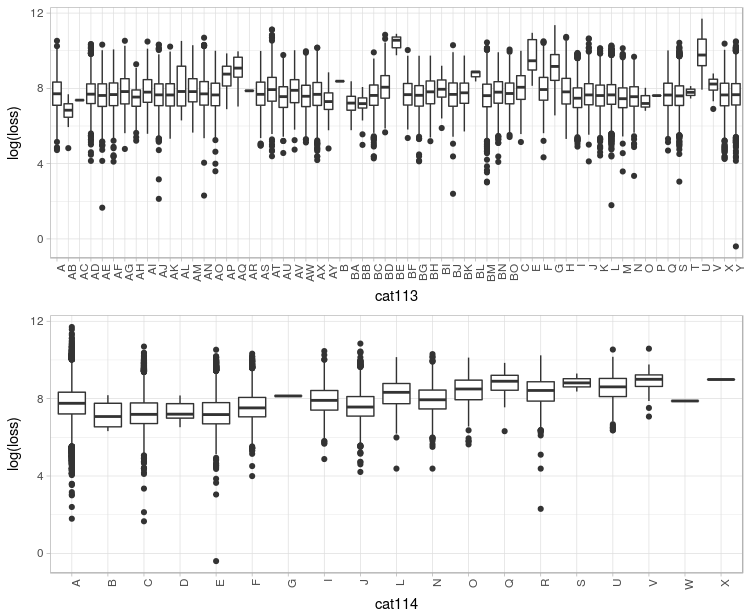 12
8
4
0
log(loss)
A AB AC AD AE AF AG AH AI AJ AK AL AM AN AO AP AQ AR AS AT AU AV AW AX AY B BA BB BC BD BE BF BG BH BI BJ BK BL BM BN BO C E F G H I J K L M N O P Q S T U V X Y
cat113
12
8
4
0
log(loss)
A B C D E F G I J L N O Q R S U V W X
cat114